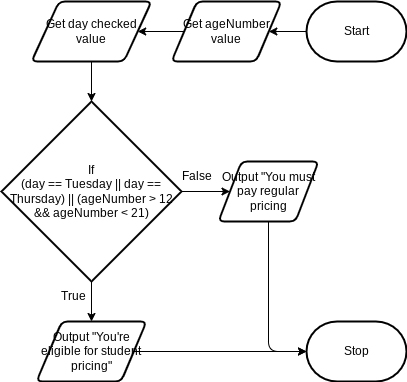 Get day checked
value
Get ageNumber
value
Start
If
(day == Tuesday || day ==
Thursday) || (ageNumber > 12
&& ageNumber < 21)
False
Output "You must
pay regular
pricing
True
Output "You're
eligible for student
pricing"
Stop